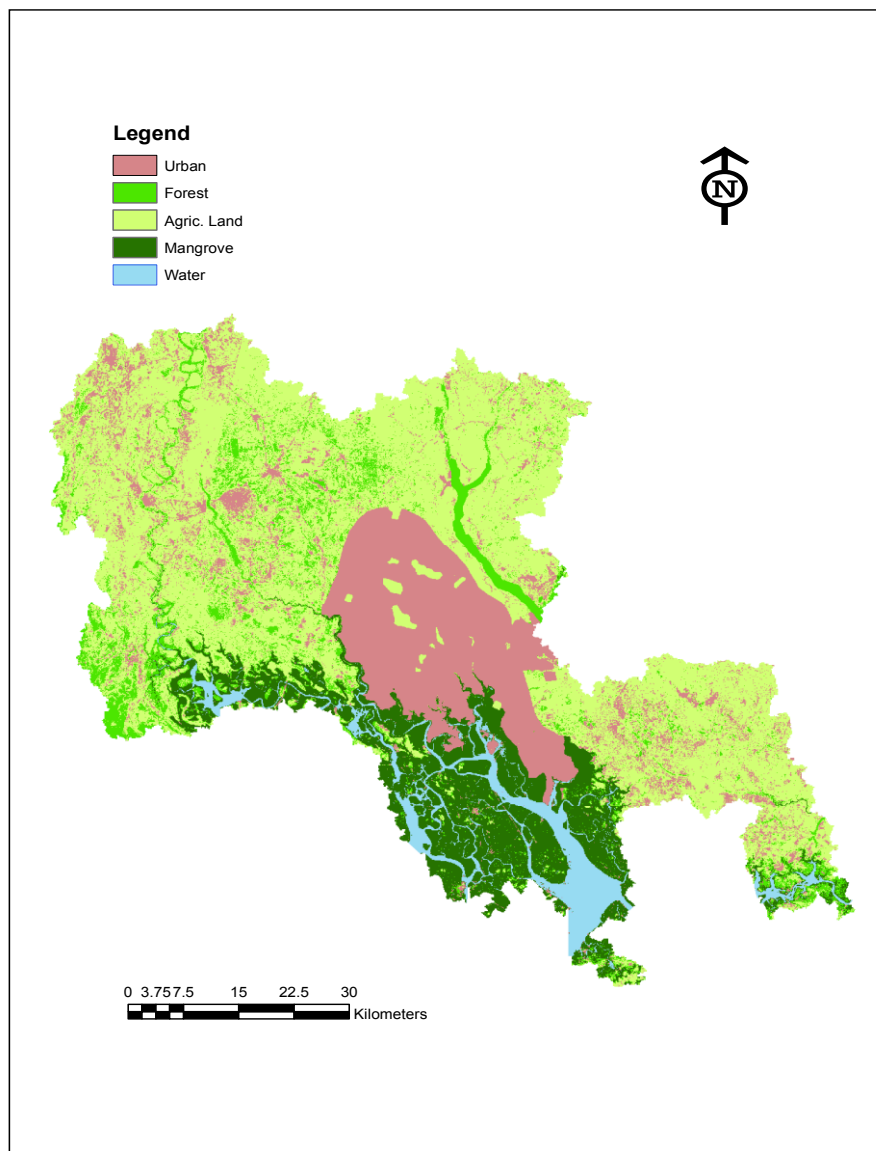 Legend
Urban
Forest
Agric. Land
Mangrove
Water
N
0 3.757.5 15 22.5 30
Kilometers